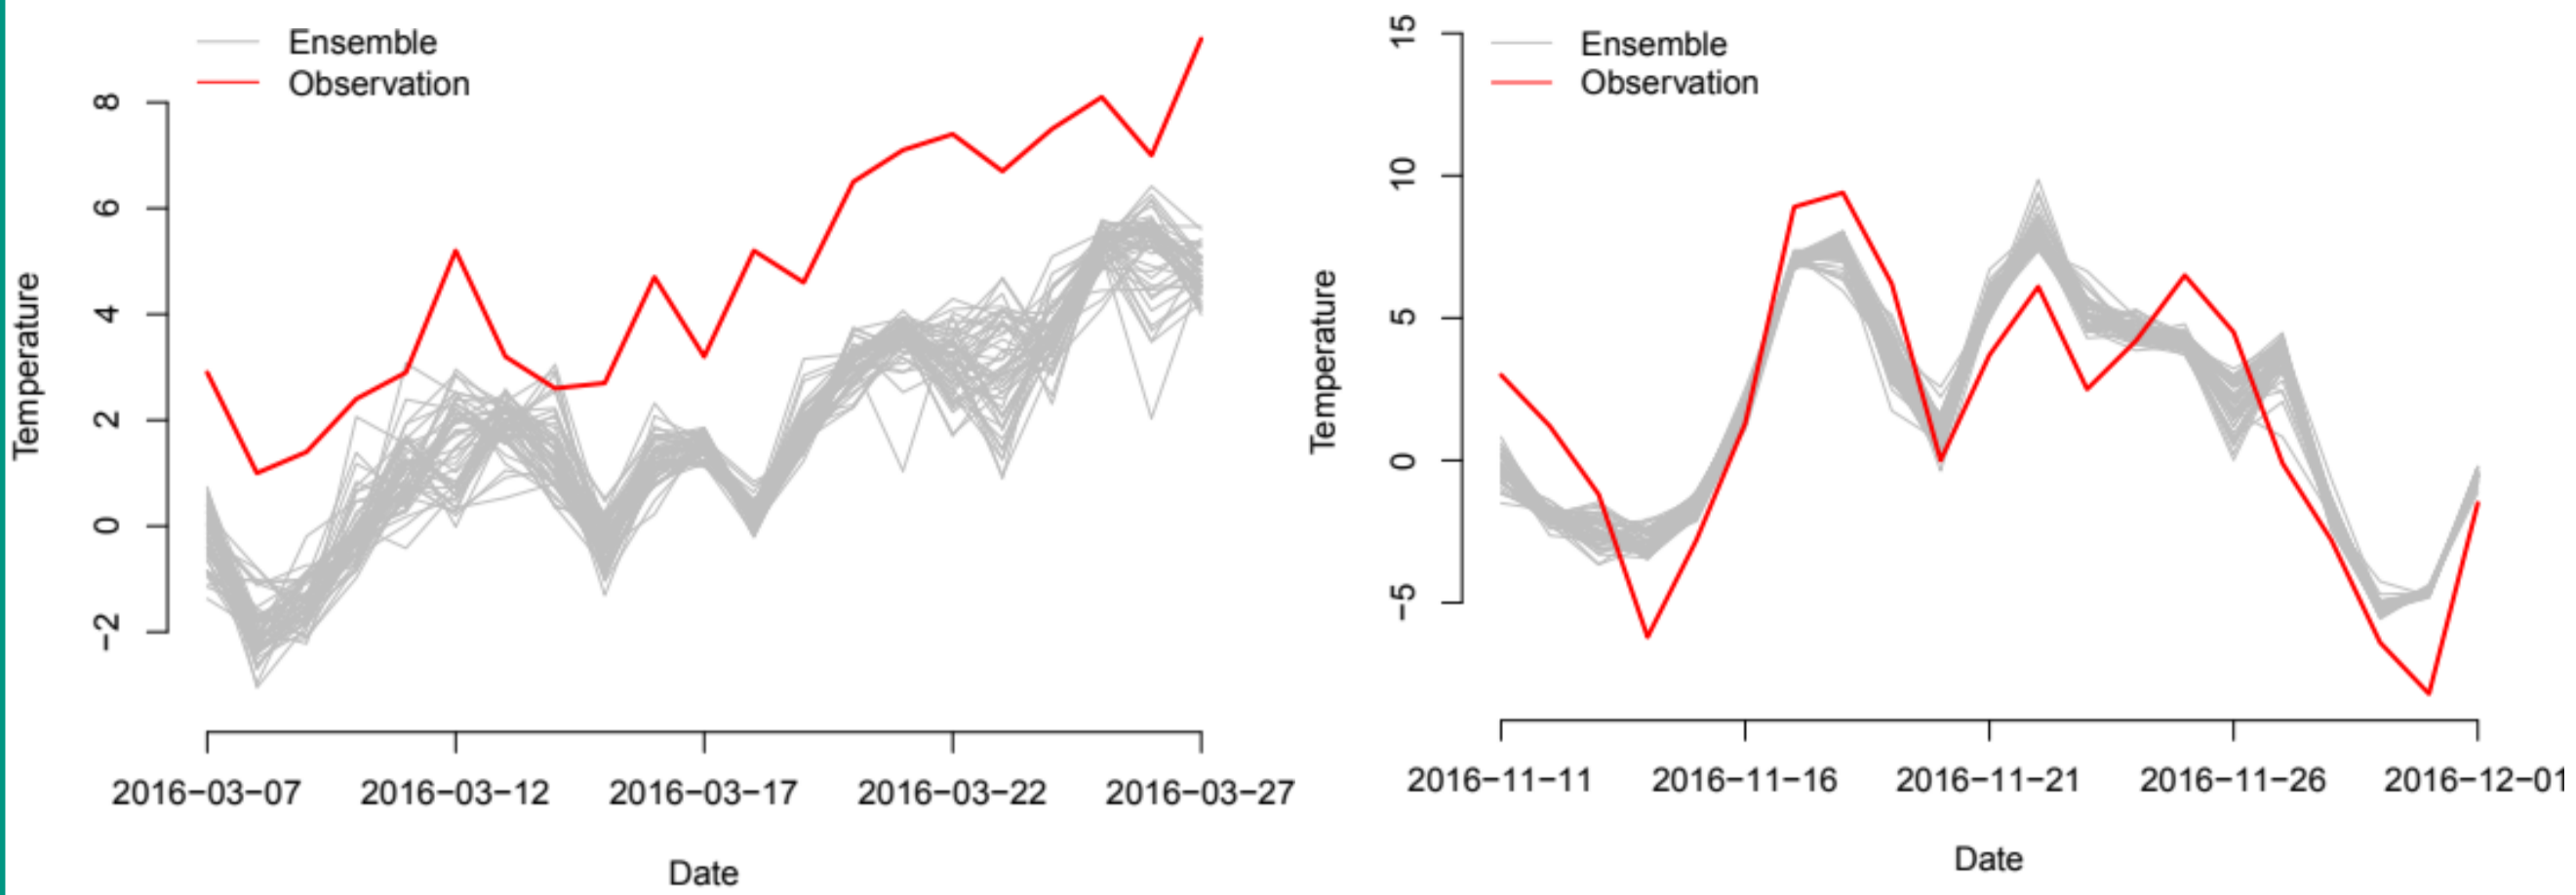 Ensemble
Observation
8
6
4
2
0
−2
Temperature
2016−03−07 2016−03−12 2016−03−17 2016−03−22 2016−03−27
Date
Ensemble
Observation
15
10
5
0
−5
Temperature
2016−11−11 2016−11−16 2016−11−21 2016−11−26 2016−12−01
Date